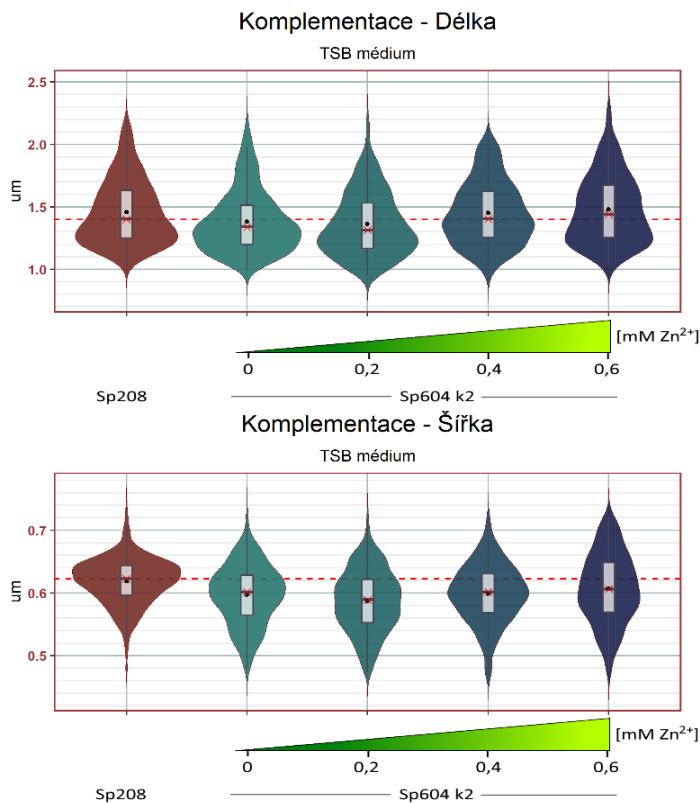 Komplementace - Délka
TSB médium
2.5
2.0
um
1.5
1.0
[mM Zn²⁺]
0 0,2 0,4 0,6
Sp208 Sp604 k2
Komplementace - Šířka
TSB médium
0.7
um
0.6
0.5
[mM Zn²⁺]
0 0,2 0,4 0,6
Sp208 Sp604 k2